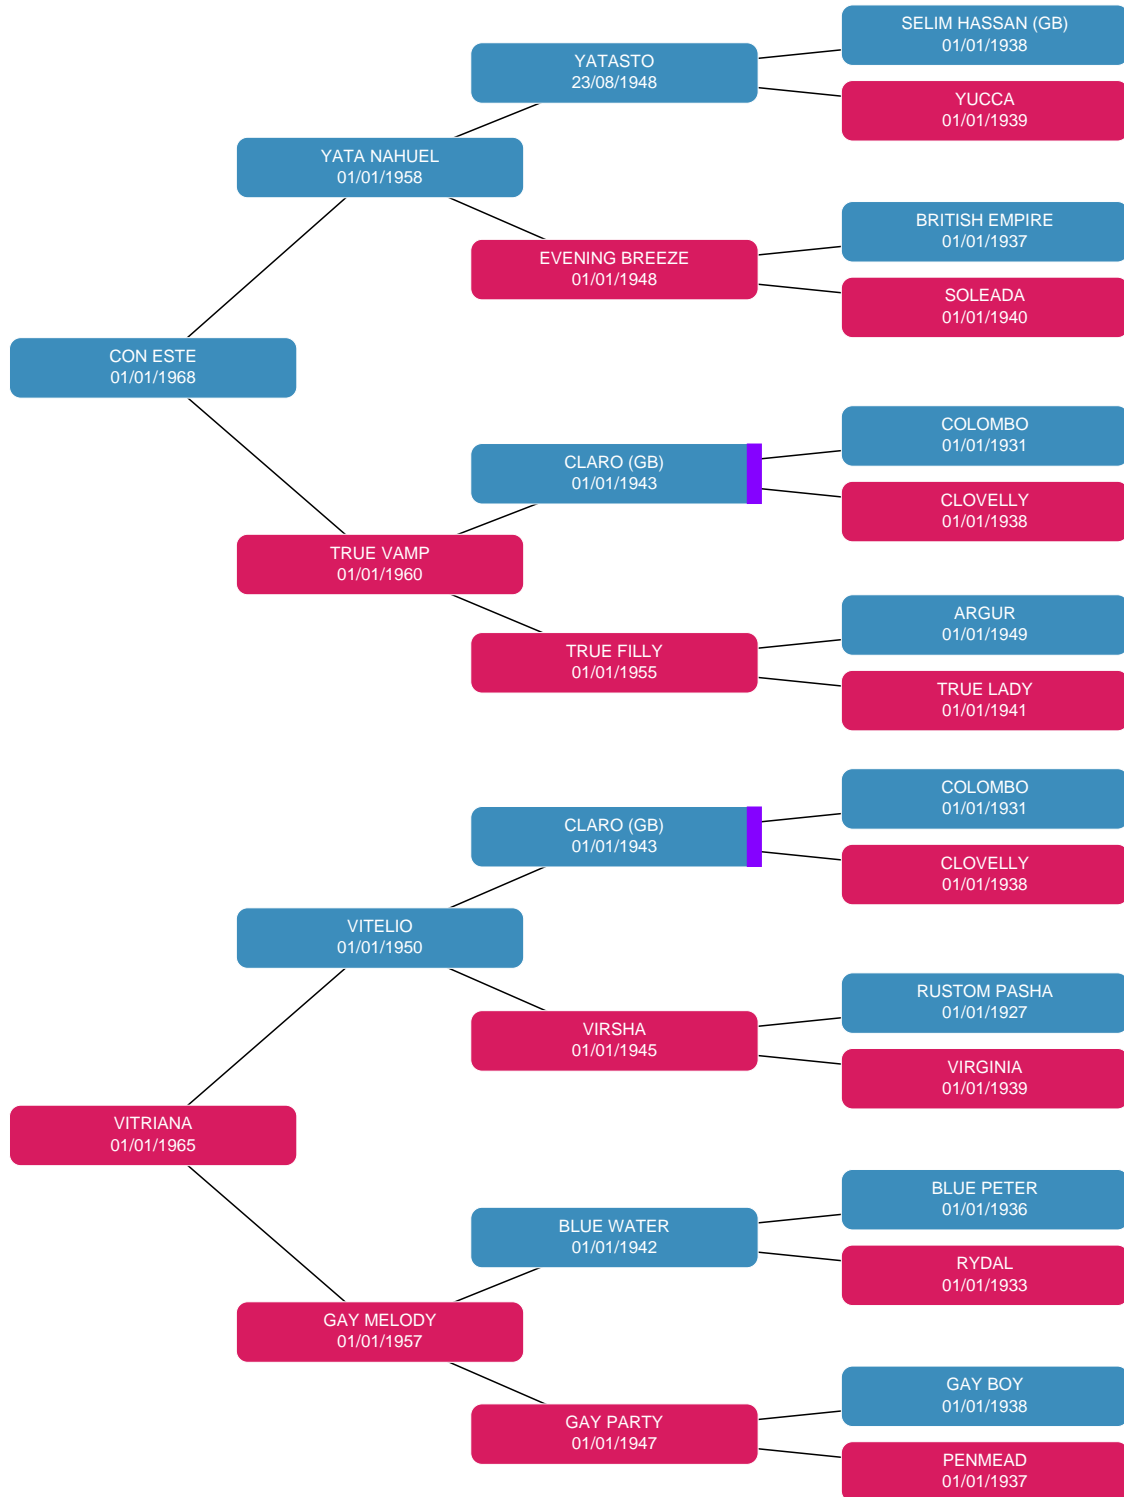 SELIM HASSAN (GB)
01/01/1938
YATASTO
23/08/1948
YUCCA
01/01/1939
YATA NAHUEL
01/01/1958
BRITISH EMPIRE
01/01/1937
EVENING BREEZE
01/01/1948
SOLEADA
01/01/1940
CON ESTE
01/01/1968
COLOMBO
01/01/1931
CLARO (GB)
01/01/1943
CLOVELLY
01/01/1938
TRUE VAMP
01/01/1960
ARGUR
01/01/1949
TRUE FILLY
01/01/1955
TRUE LADY
01/01/1941
COLOMBO
01/01/1931
CLARO (GB)
01/01/1943
CLOVELLY
01/01/1938
VITELIO
01/01/1950
RUSTOM PASHA
01/01/1927
VIRSHA
01/01/1945
VIRGINIA
01/01/1939
VITRIANA
01/01/1965
BLUE PETER
01/01/1936
BLUE WATER
01/01/1942
RYDAL
01/01/1933
GAY MELODY
01/01/1957
GAY BOY
01/01/1938
GAY PARTY
01/01/1947
PENMEAD
01/01/1937